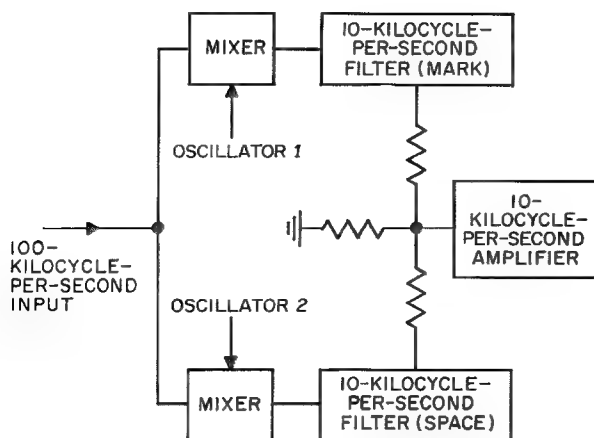 MIXER
10-KILOCYCLE-
PER-SECOND
FILTER (MARK)
OSCILLATOR 1
100-
KILOCYCLE-
PER-SECOND
INPUT
10-
KILOCYCLE-
PER-SECOND
AMPLIFIER
OSCILLATOR 2
MIXER
10-KILOCYCLE-
PER-SECOND
FILTER (SPACE)